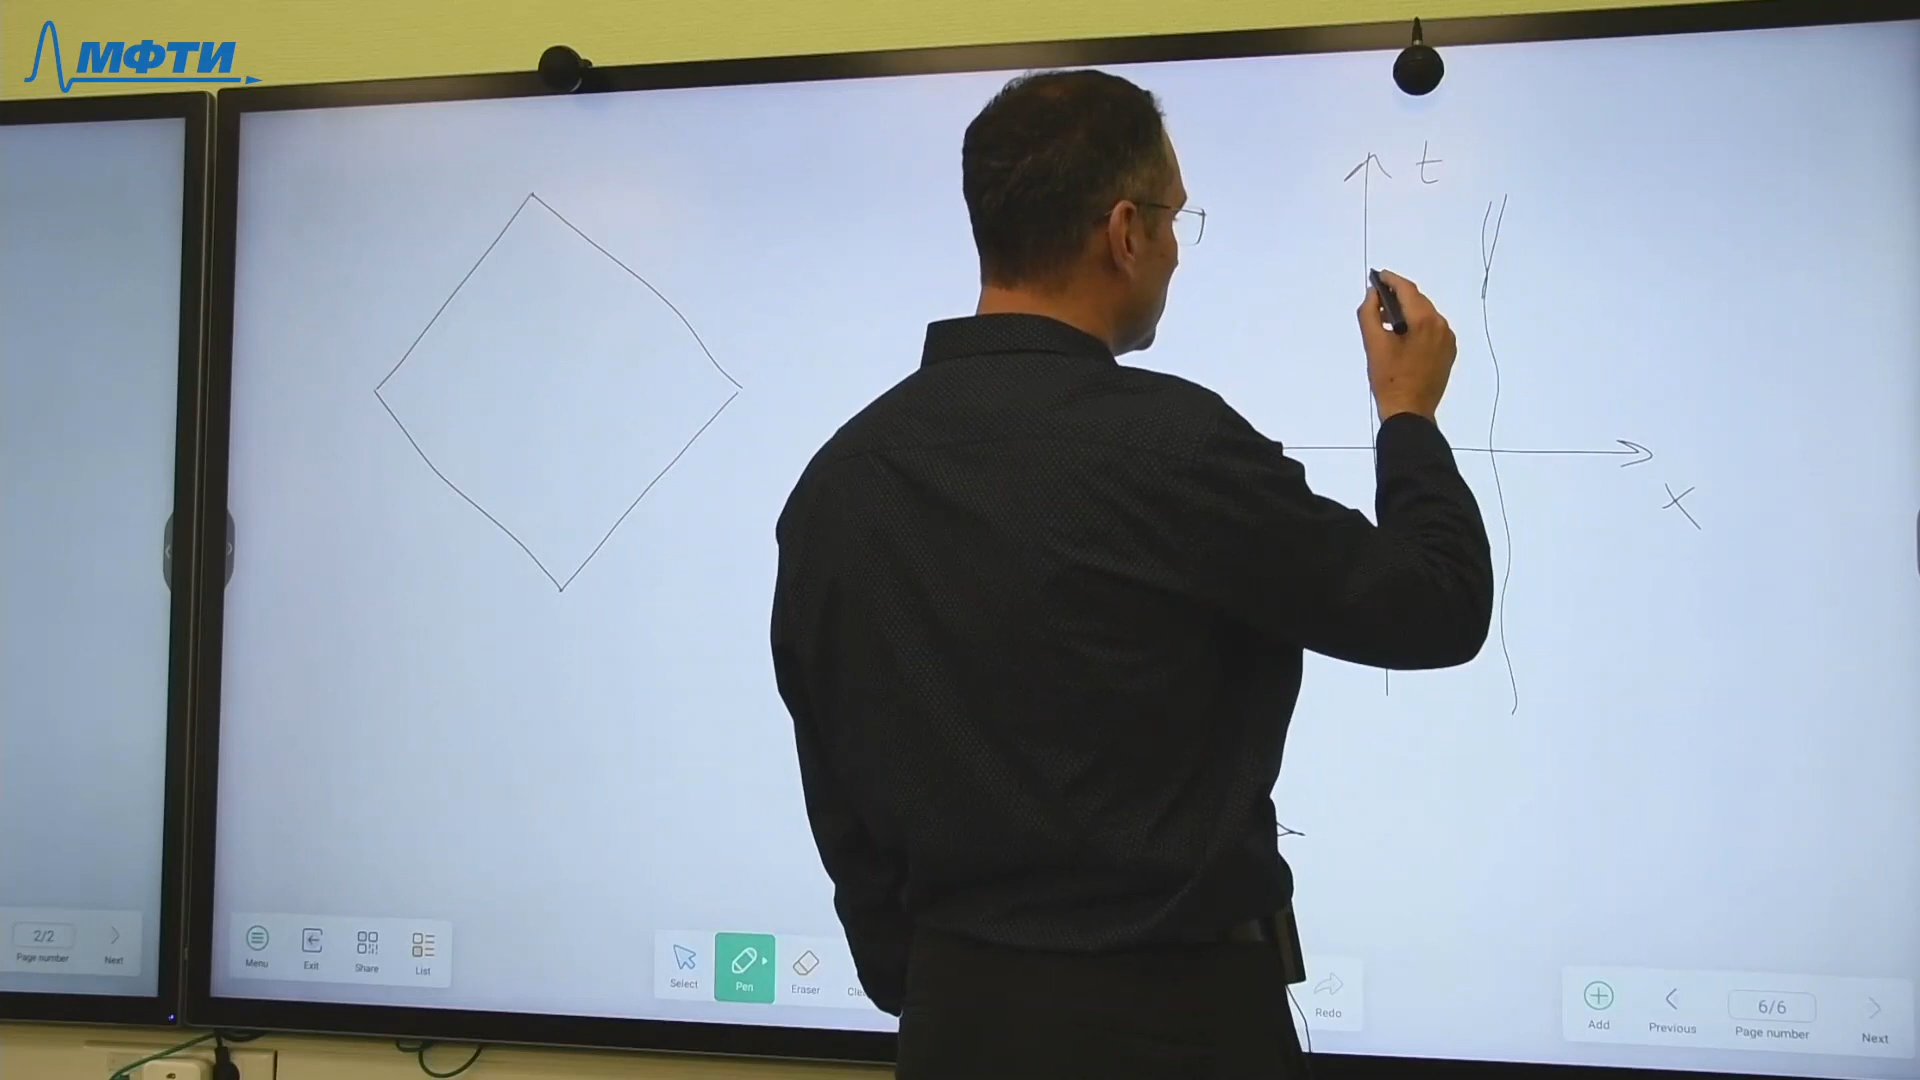 МФТИ
t
x
2/2
Page number
Next
Menu
Exit
Share
List
Select
Pen
Eraser
Redo
Add
Previous
6/6
Page number
Next